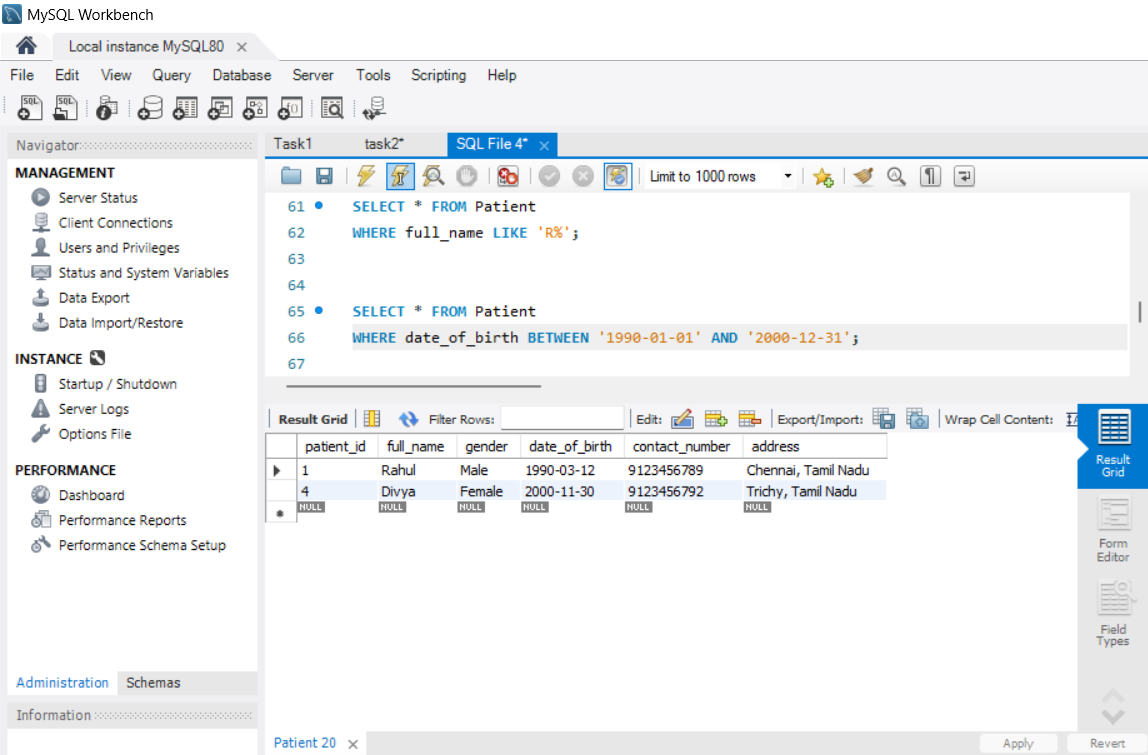 MySQL Workbench
Local instance MySQL80
File Edit View Query Database Server Tools Scripting Help
Navigator
MANAGEMENT
Server Status
Client Connections
Users and Privileges
Status and System Variables
Data Export
Data Import/Restore
INSTANCE
Startup / Shutdown
Server Logs
Options File
PERFORMANCE
Dashboard
Performance Reports
Performance Schema Setup
Administration Schemas
Information
Task1 task2* SQL File 4*
Limit to 1000 rows
61 SELECT * FROM Patient
62 WHERE full_name LIKE 'R%';
63
64
65 SELECT * FROM Patient
66 WHERE date_of_birth BETWEEN '1990-01-01' AND '2000-12-31';
67
Result Grid Filter Rows: Edit: Export/Import: Wrap Cell Content:
patient_id full_name gender date_of_birth contact_number address
1 Rahul Male 1990-03-12 9123456789 Chennai, Tamil Nadu
4 Divya Female 2000-11-30 9123456792 Trichy, Tamil Nadu
NULL NULL NULL NULL NULL NULL
Result
Grid
Form
Editor
Field
Types
Patient 20
Apply Revert